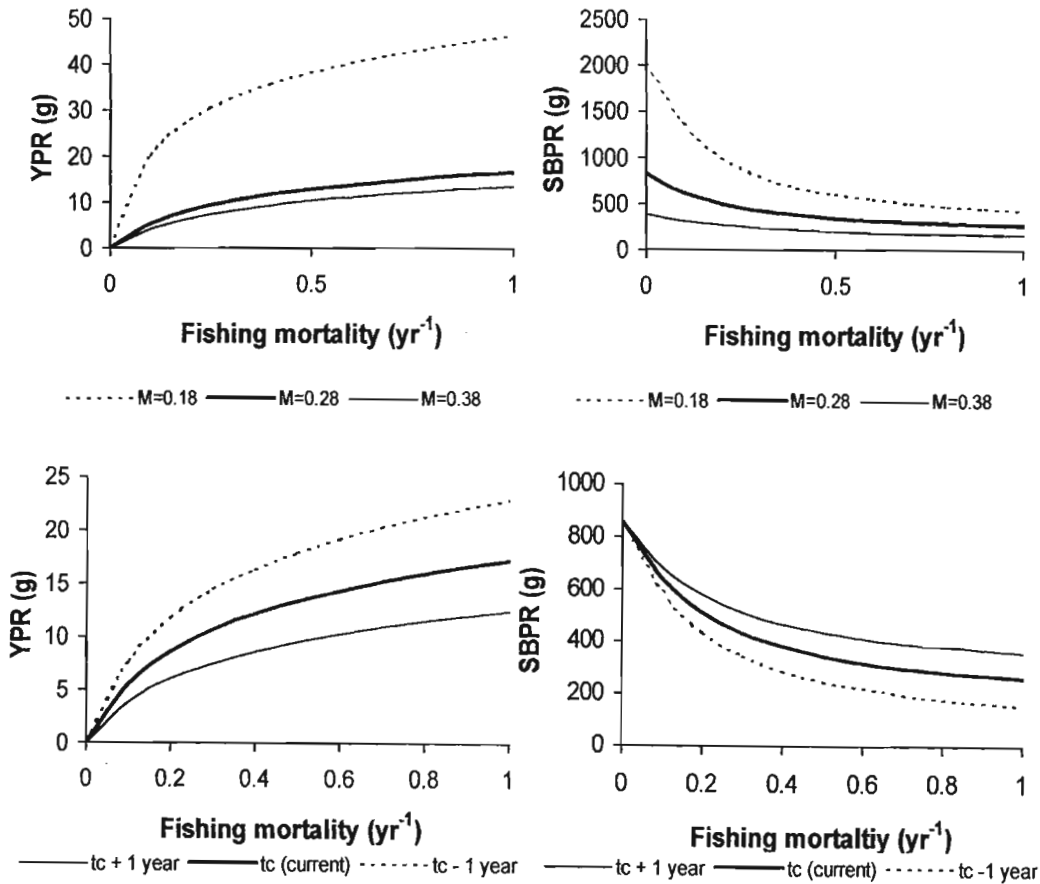 YPR (g)
50
40
30
20
10
0
0 0.5 1
Fishing mortality (yr-1)
M=0.18 M=0.28 M=0.38
SBPR (g)
2500
2000
1500
1000
500
0
0 0.5 1
Fishing mortality (yr-1)
M=0.18 M=0.28 M=0.38
YPR (g)
25
20
15
10
5
0
0 0.2 0.4 0.6 0.8 1
Fishing mortality (yr-1)
tc + 1 year tc (current) tc - 1 year
SBPR (g)
1000
800
600
400
200
0
0 0.2 0.4 0.6 0.8 1
Fishing mortaltiy (yr-1)
tc + 1 year tc (current) tc -1 year